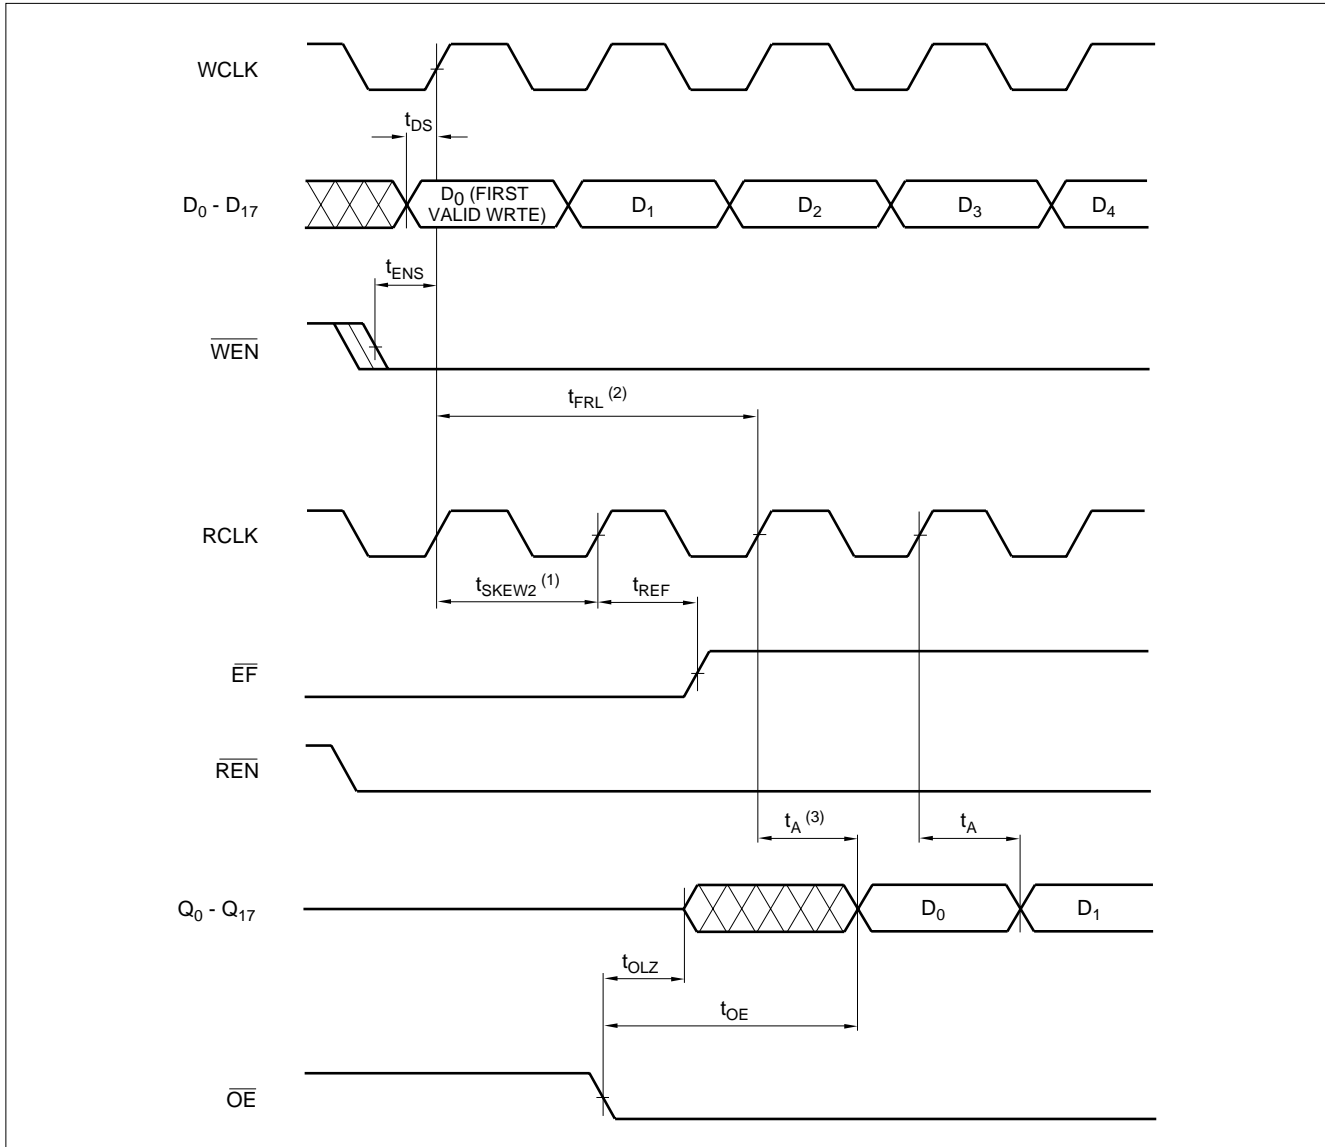 WCLK
tDS
D0 - D17
D0 (FIRST
VALID WRTE)
D1
D2
D3
D4
tENS
WEN
tFRL (2)
RCLK
tSKEW2 (1)
tREF
EF
REN
tA (3)
tA
Q0 - Q17
D0
D1
tOLZ
tOE
OE